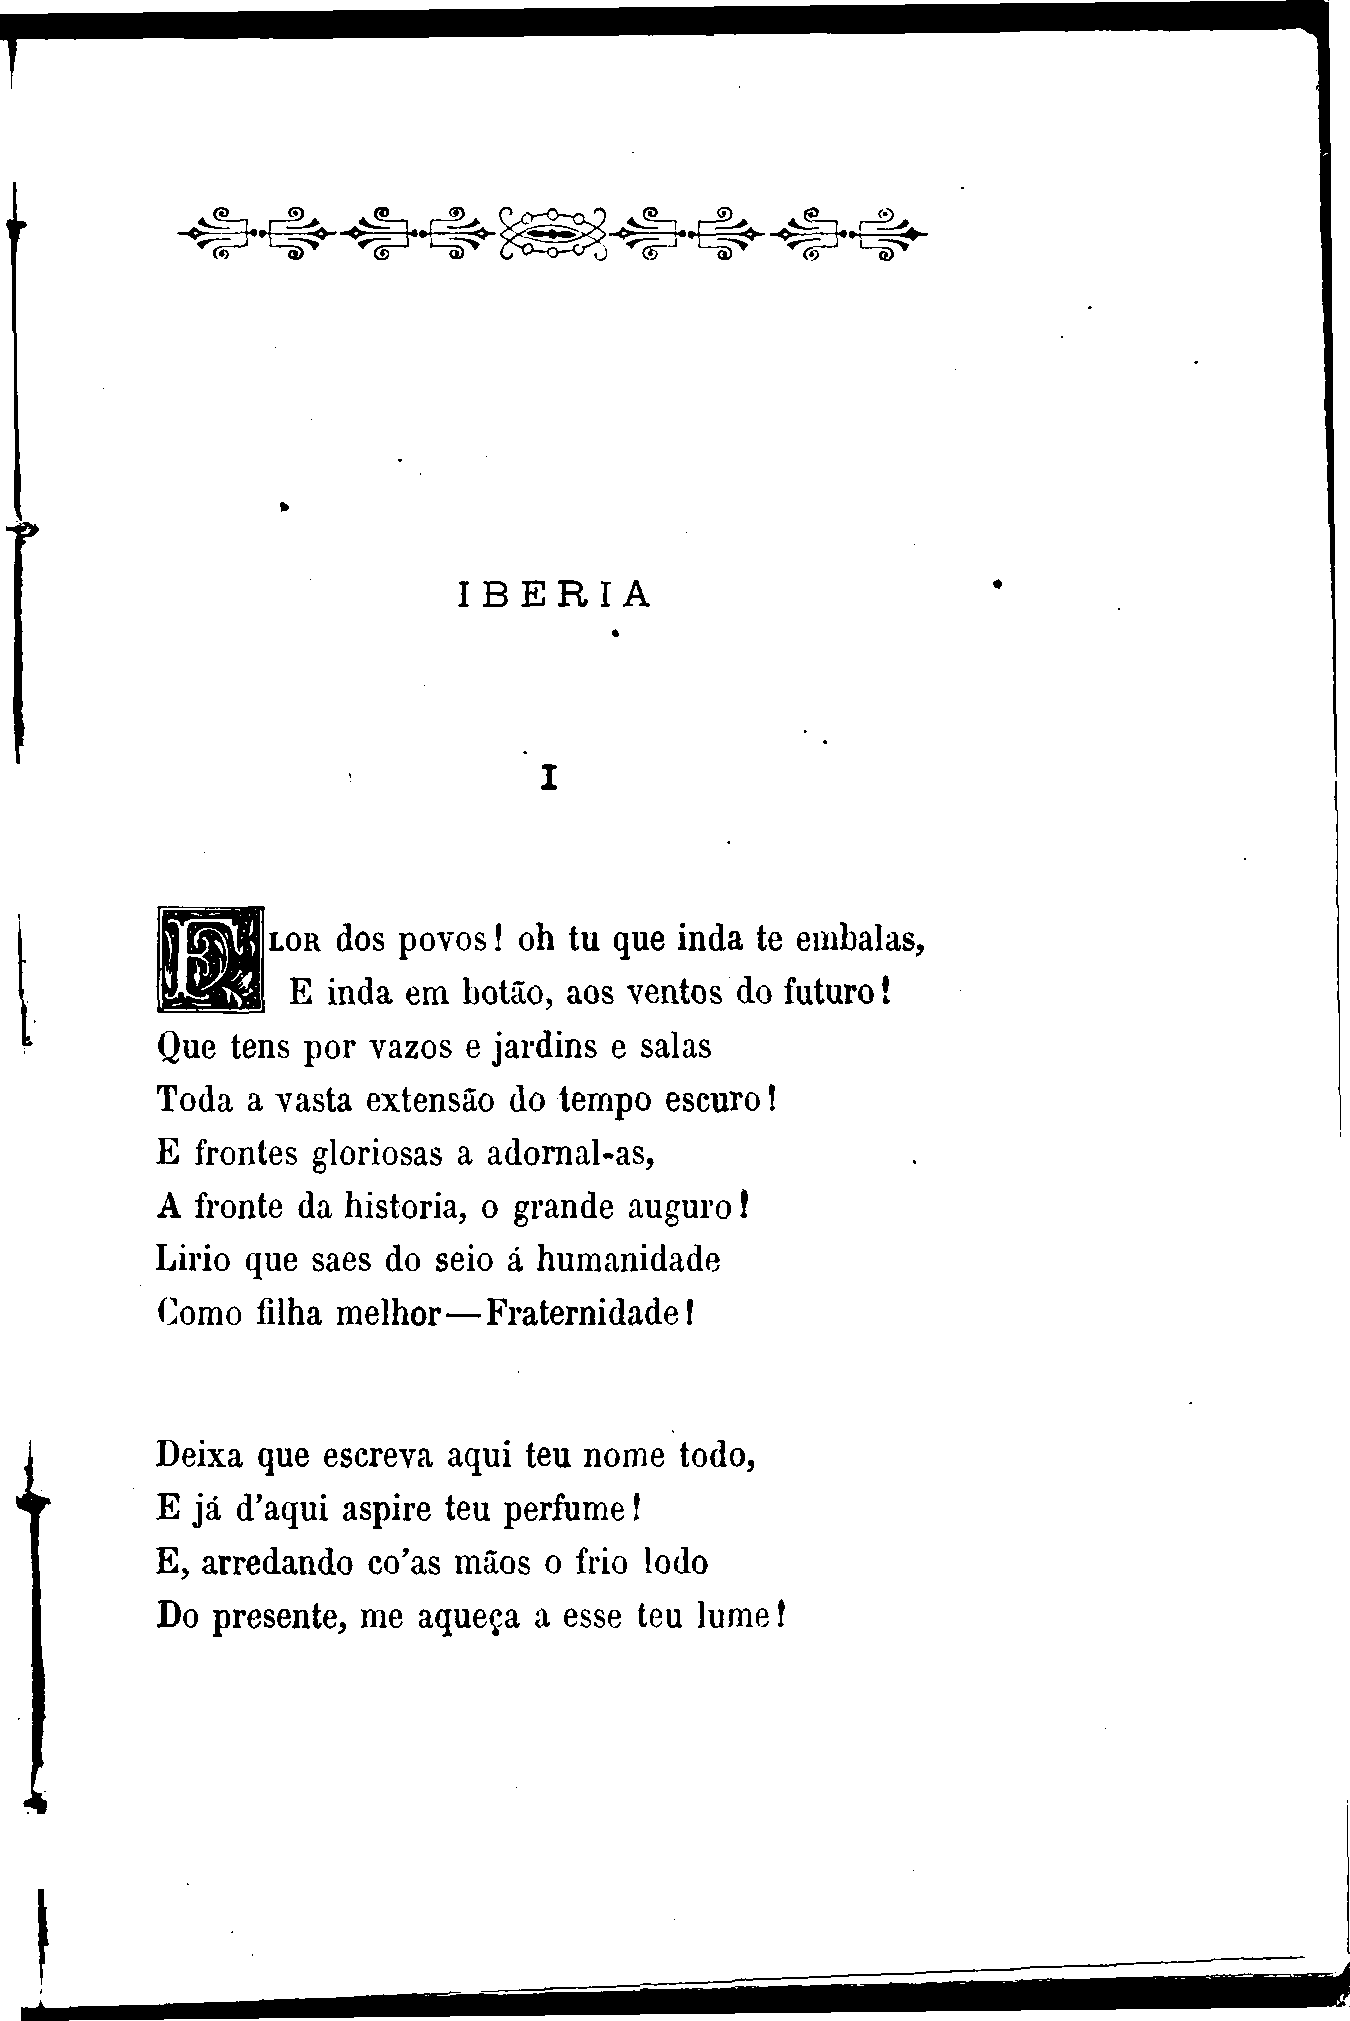 IBERIA
I
FLOR dos povos! oh tu que inda te embalas,
E inda em botão, aos ventos do futuro!
Que tens por vazos e jardins e salas
Toda a vasta extensão do tempo escuro!
E frontes gloriosas a adornal-as,
A fronte da historia, o grande auguro!
Lirio que saes do seio á humanidade
Como filha melhor—Fraternidade!
Deixa que escreva aqui teu nome todo,
E já d'aqui aspire teu perfume!
E, arredando co'as mãos o frio lodo
Do presente, me aqueça a esse teu lume!